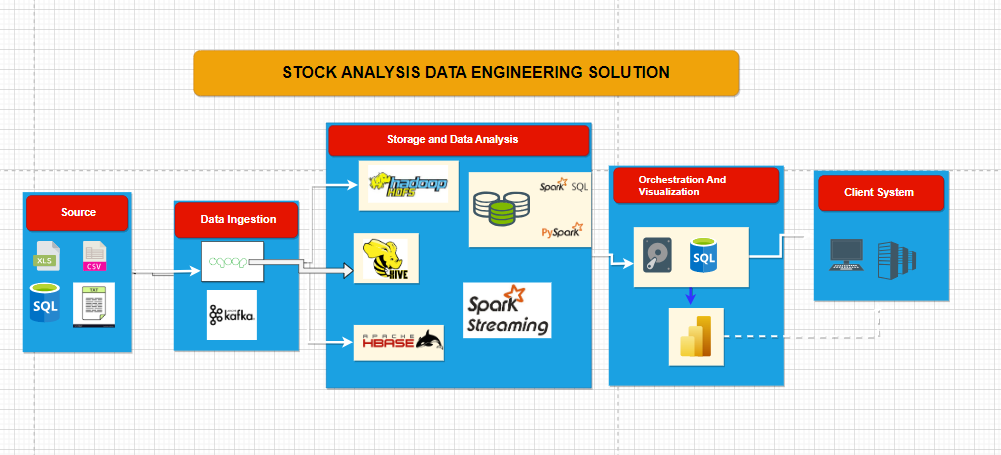 STOCK ANALYSIS DATA ENGINEERING SOLUTION
Source
XLS
CSV
SQL
TXT
Data Ingestion
sqoop
kafka
Storage and Data Analysis
hadoop
HDFS
HIVE
APACHE
HBASE
Spark SQL
PySpark
Spark
Streaming
Orchestration And
Visualization
SQL
Client System